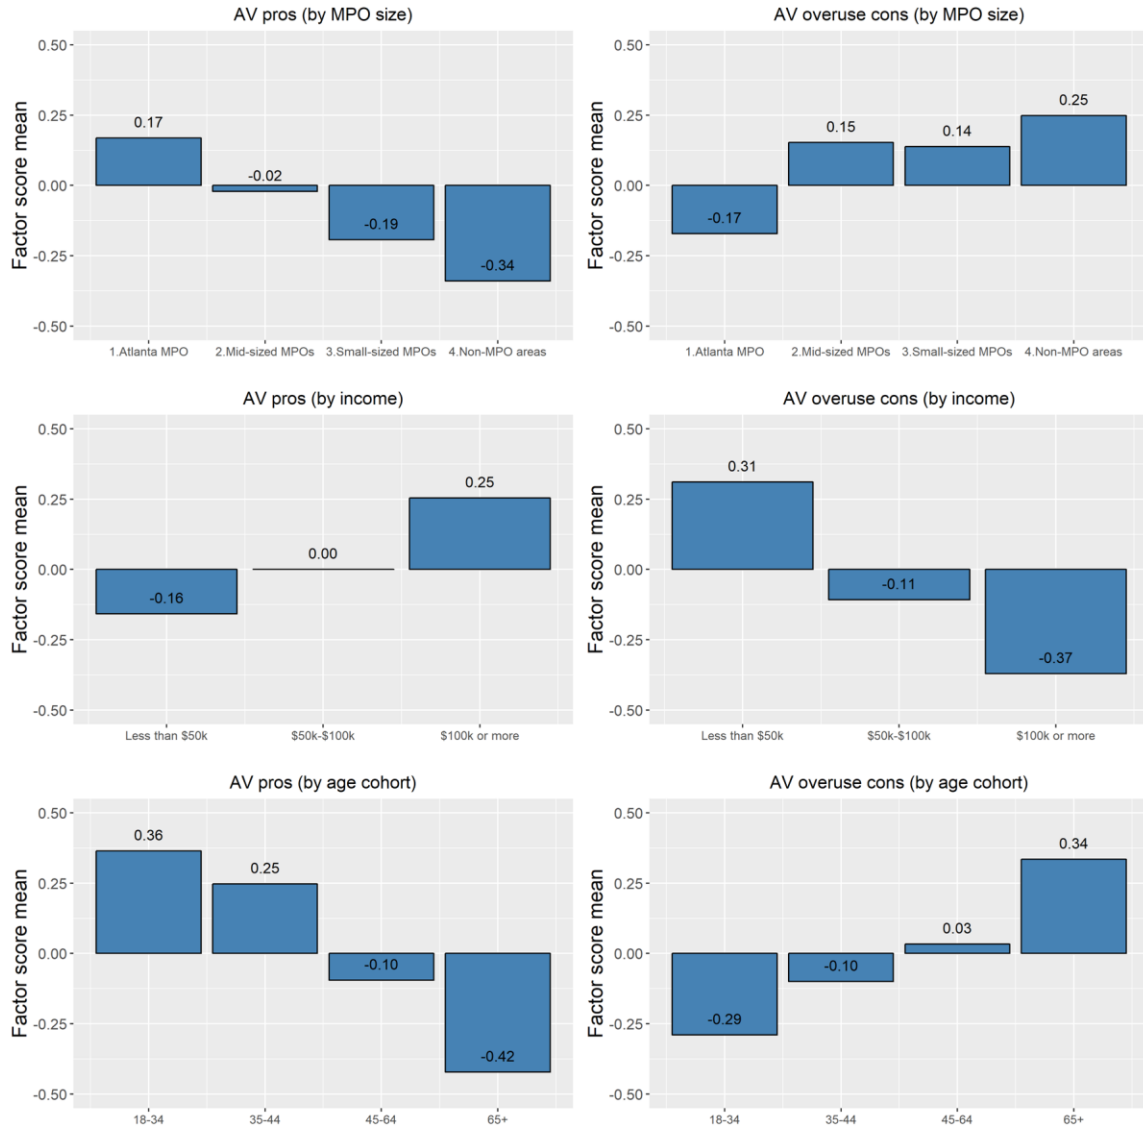 AV pros (by MPO size)
Factor score mean
0.50
0.25
0.00
-0.25
-0.50
0.17
-0.02
-0.19
-0.34
1.Atlanta MPO 2.Mid-sized MPOs 3.Small-sized MPOs 4.Non-MPO areas
AV overuse cons (by MPO size)
Factor score mean
0.50
0.25
0.00
-0.25
-0.50
-0.17
0.15
0.14
0.25
1.Atlanta MPO 2.Mid-sized MPOs 3.Small-sized MPOs 4.Non-MPO areas
AV pros (by income)
Factor score mean
0.50
0.25
0.00
-0.25
-0.50
-0.16
0.00
0.25
Less than $50k $50k-$100k $100k or more
AV overuse cons (by income)
Factor score mean
0.50
0.25
0.00
-0.25
-0.50
0.31
-0.11
-0.37
Less than $50k $50k-$100k $100k or more
AV pros (by age cohort)
Factor score mean
0.50
0.25
0.00
-0.25
-0.50
0.36
0.25
-0.10
-0.42
18-34 35-44 45-64 65+
AV overuse cons (by age cohort)
Factor score mean
0.50
0.25
0.00
-0.25
-0.50
-0.29
-0.10
0.03
0.34
18-34 35-44 45-64 65+